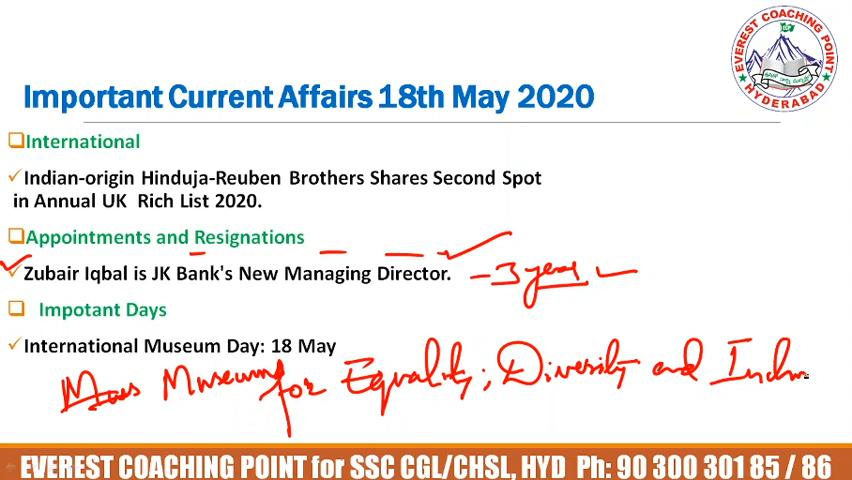 EVEREST COACHING POINT
HYDERABAD
Important Current Affairs 18th May 2020
International
Indian-origin Hinduja-Reuben Brothers Shares Second Spot
in Annual UK Rich List 2020.
Appointments and Resignations
Zubair Iqbal is JK Bank's New Managing Director. - 3 years
Impotant Days
International Museum Day: 18 May
Museums for Equality; Diversity and Inclu
EVEREST COACHING POINT for SSC CGL/CHSL, HYD Ph: 90 300 301 85 / 86